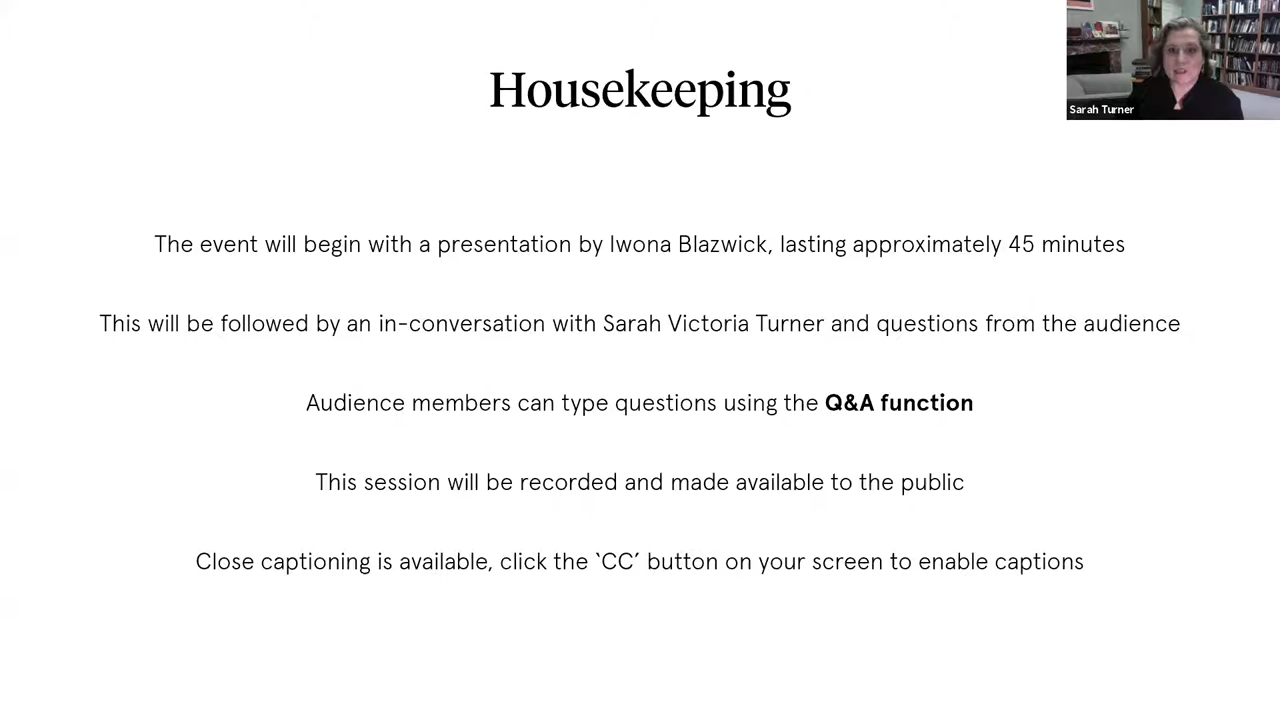 Housekeeping
Sarah Turner
The event will begin with a presentation by Iwona Blazwick, lasting approximately 45 minutes
This will be followed by an in-conversation with Sarah Victoria Turner and questions from the audience
Audience members can type questions using the Q&A function
This session will be recorded and made available to the public
Close captioning is available, click the ‘CC’ button on your screen to enable captions